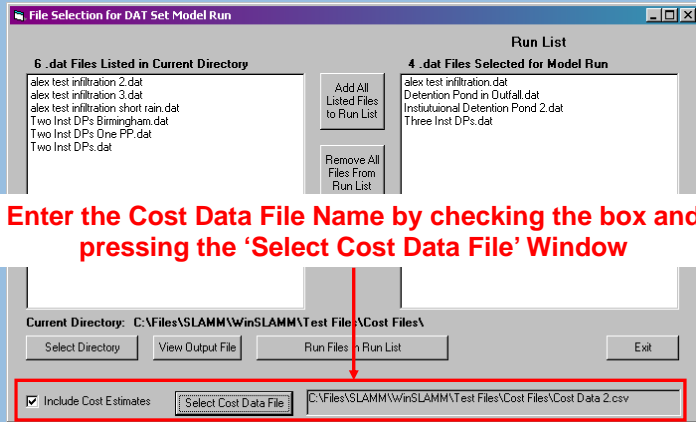 File Selection for DAT Set Model Run
Run List
6 .dat Files Listed in Current Directory
4 .dat Files Selected for Model Run
alex test infiltration 2.dat
alex test infiltration 3.dat
alex test infiltration short rain.dat
Two Inst DPs Birmingham.dat
Two Inst DPs One PP.dat
Two Inst DPs.dat
Add All
Listed Files
to Run List
Remove All
Files From
Run List
alex test infiltration.dat
Detention Pond in Outfall.dat
Instiutuional Detention Pond 2.dat
Three Inst DPs.dat
Enter the Cost Data File Name by checking the box and
pressing the ‘Select Cost Data File’ Window
Current Directory: C:\Files\SLAMM\WinSLAMM\Test Files\Cost Files\
Select Directory
View Output File
Run Files in Run List
Exit
Include Cost Estimates
Select Cost Data File
C:\Files\SLAMM\WinSLAMM\Test Files\Cost Files\Cost Data 2.csv